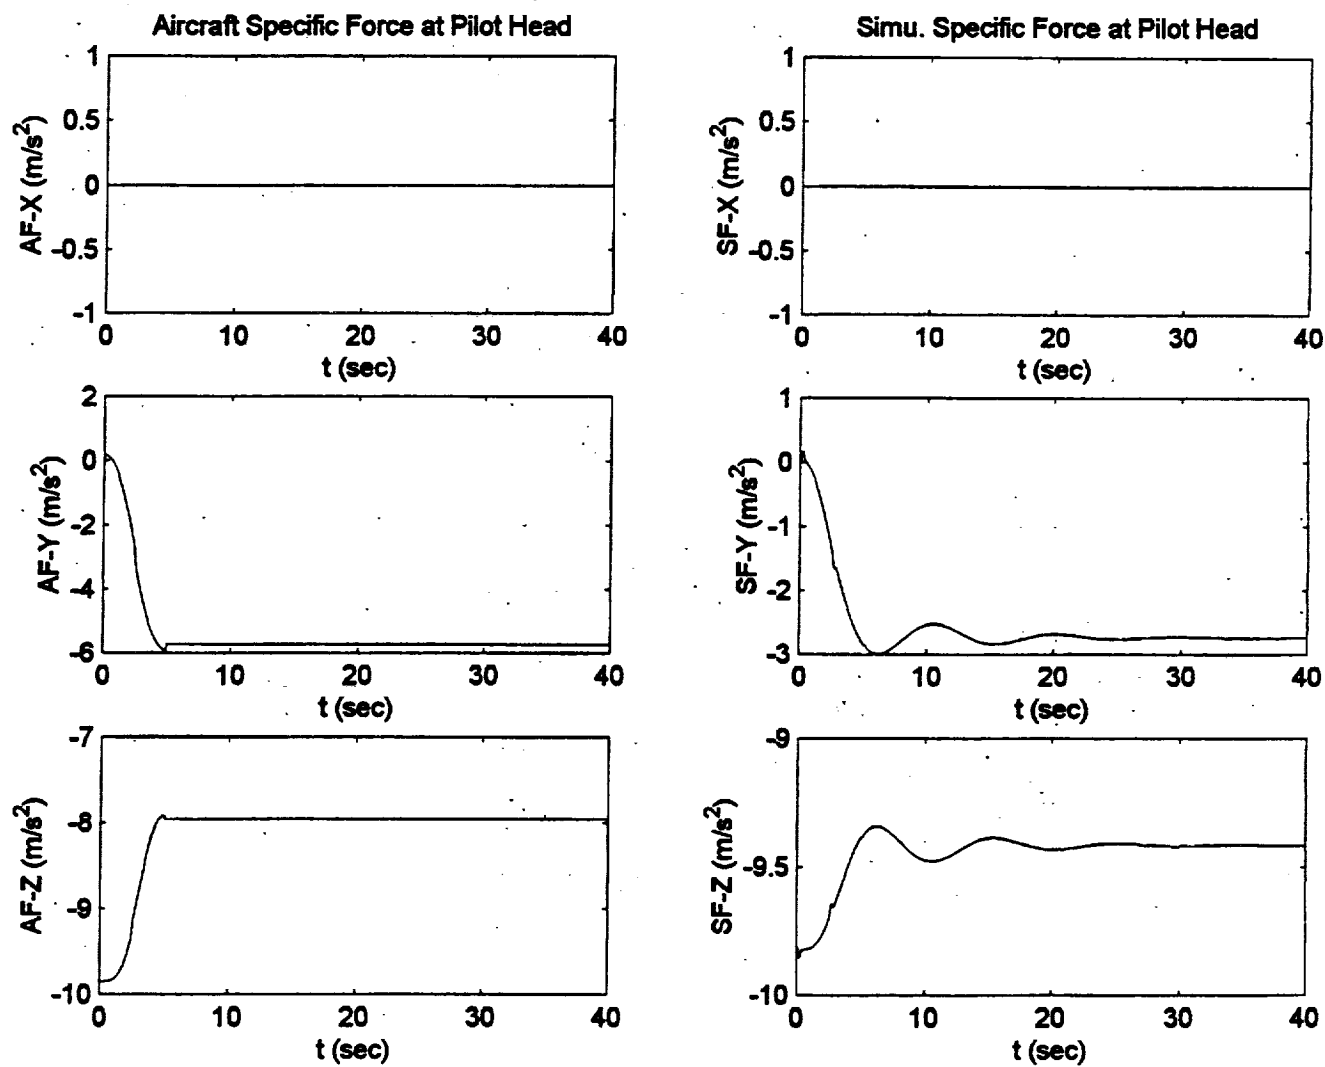 Aircraft Specific Force at Pilot Head
1
0.5
0
-0.5
-1
AF-X (m/s²)
0 10 20 30 40
t (sec)
Simu. Specific Force at Pilot Head
1
0.5
0
-0.5
-1
SF-X (m/s²)
0 10 20 30 40
t (sec)
2
0
-2
-4
-6
AF-Y (m/s²)
0 10 20 30 40
t (sec)
1
0
-1
-2
-3
SF-Y (m/s²)
0 10 20 30 40
t (sec)
-7
-8
-9
-10
AF-Z (m/s²)
0 10 20 30 40
t (sec)
-9
-9.5
-10
SF-Z (m/s²)
0 10 20 30 40
t (sec)